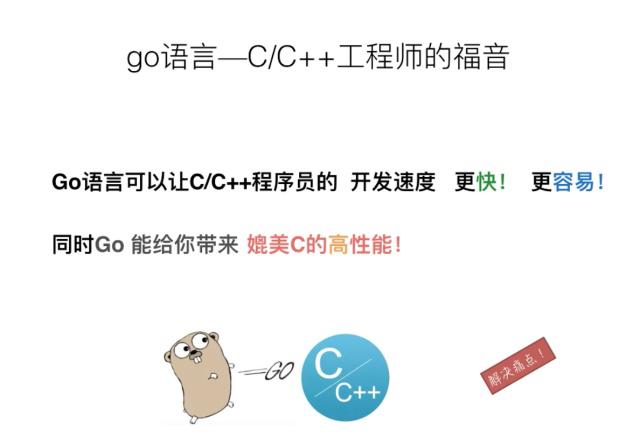 go语言—C/C++工程师的福音
Go语言可以让C/C++程序员的 开发速度 更快! 更容易!
同时Go 能给你带来 媲美C的高性能!
GO
C
C++
解决痛点!